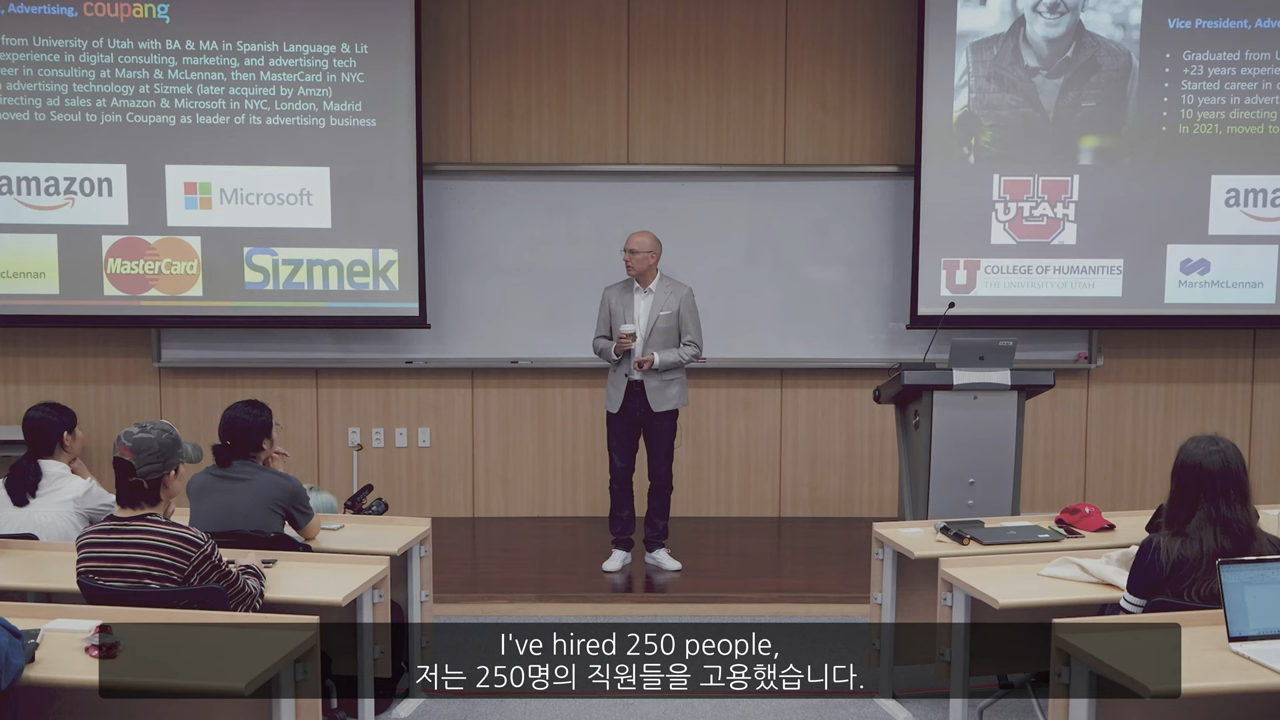 , Advertising, coupang
from University of Utah with BA & MA in Spanish Language & Lit
experience in digital consulting, marketing, and advertising tech
reer in consulting at Marsh & McLennan, then MasterCard in NYC
advertising technology at Sizmek (later acquired by Amzn)
directing ad sales at Amazon & Microsoft in NYC, London, Madrid
moved to Seoul to join Coupang as leader of its advertising business
amazon
Microsoft
cLennan
MasterCard
Sizmek
Vice President, Adve
• Graduated from U
• +23 years experie
• Started career in c
• 10 years in advert
• 10 years directing
• In 2021, moved to
U
UTAH
ama
U COLLEGE OF HUMANITIES
THE UNIVERSITY OF UTAH
MarshMcLennan
I've hired 250 people,
저는 250명의 직원들을 고용했습니다.